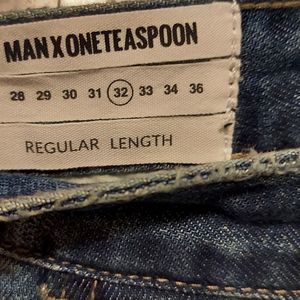 MANXONETEASPOON
28 29 30 31 32 33 34 36
REGULAR LENGTH